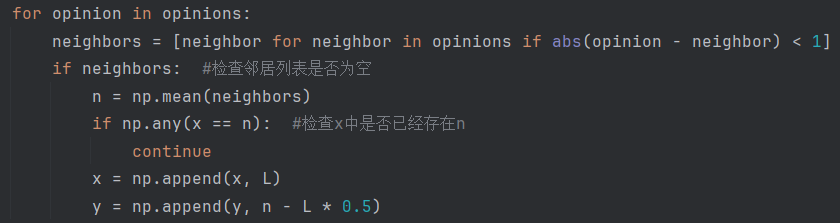 for opinion in opinions:
    neighbors = [neighbor for neighbor in opinions if abs(opinion - neighbor) < 1]
    if neighbors:  #检查邻居列表是否为空
        n = np.mean(neighbors)
        if np.any(x == n):  #检查x中是否已经存在n
            continue
        x = np.append(x, L)
        y = np.append(y, n - L * 0.5)